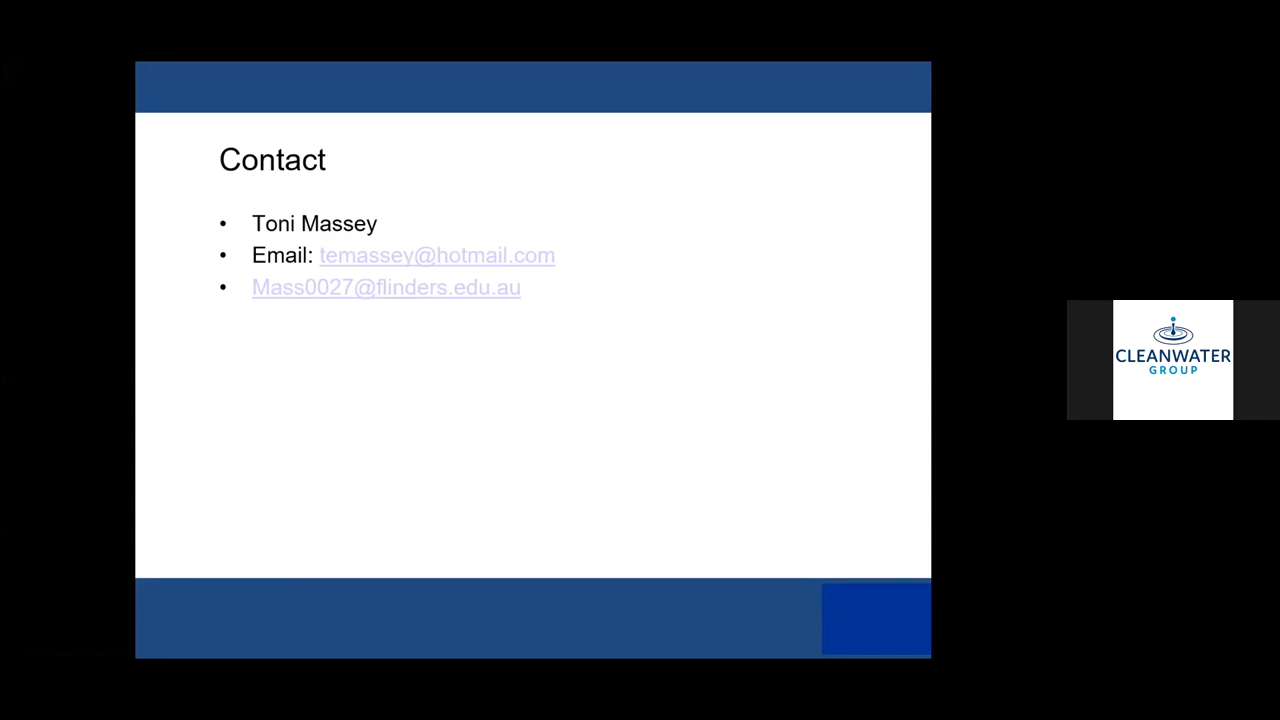 Contact
• Toni Massey
• Email: temassey@hotmail.com
• Mass0027@flinders.edu.au
CLEANWATER
GROUP